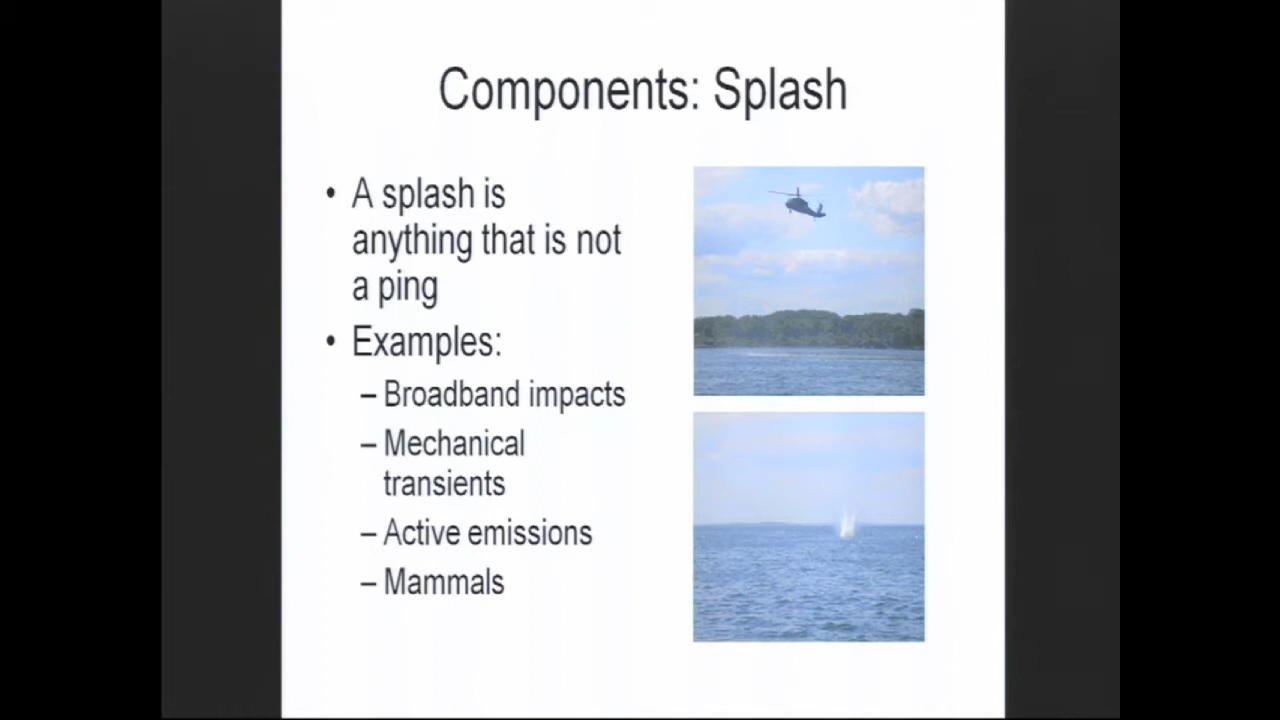 Components: Splash
• A splash is
anything that is not
a ping
• Examples:
– Broadband impacts
– Mechanical
transients
– Active emissions
– Mammals